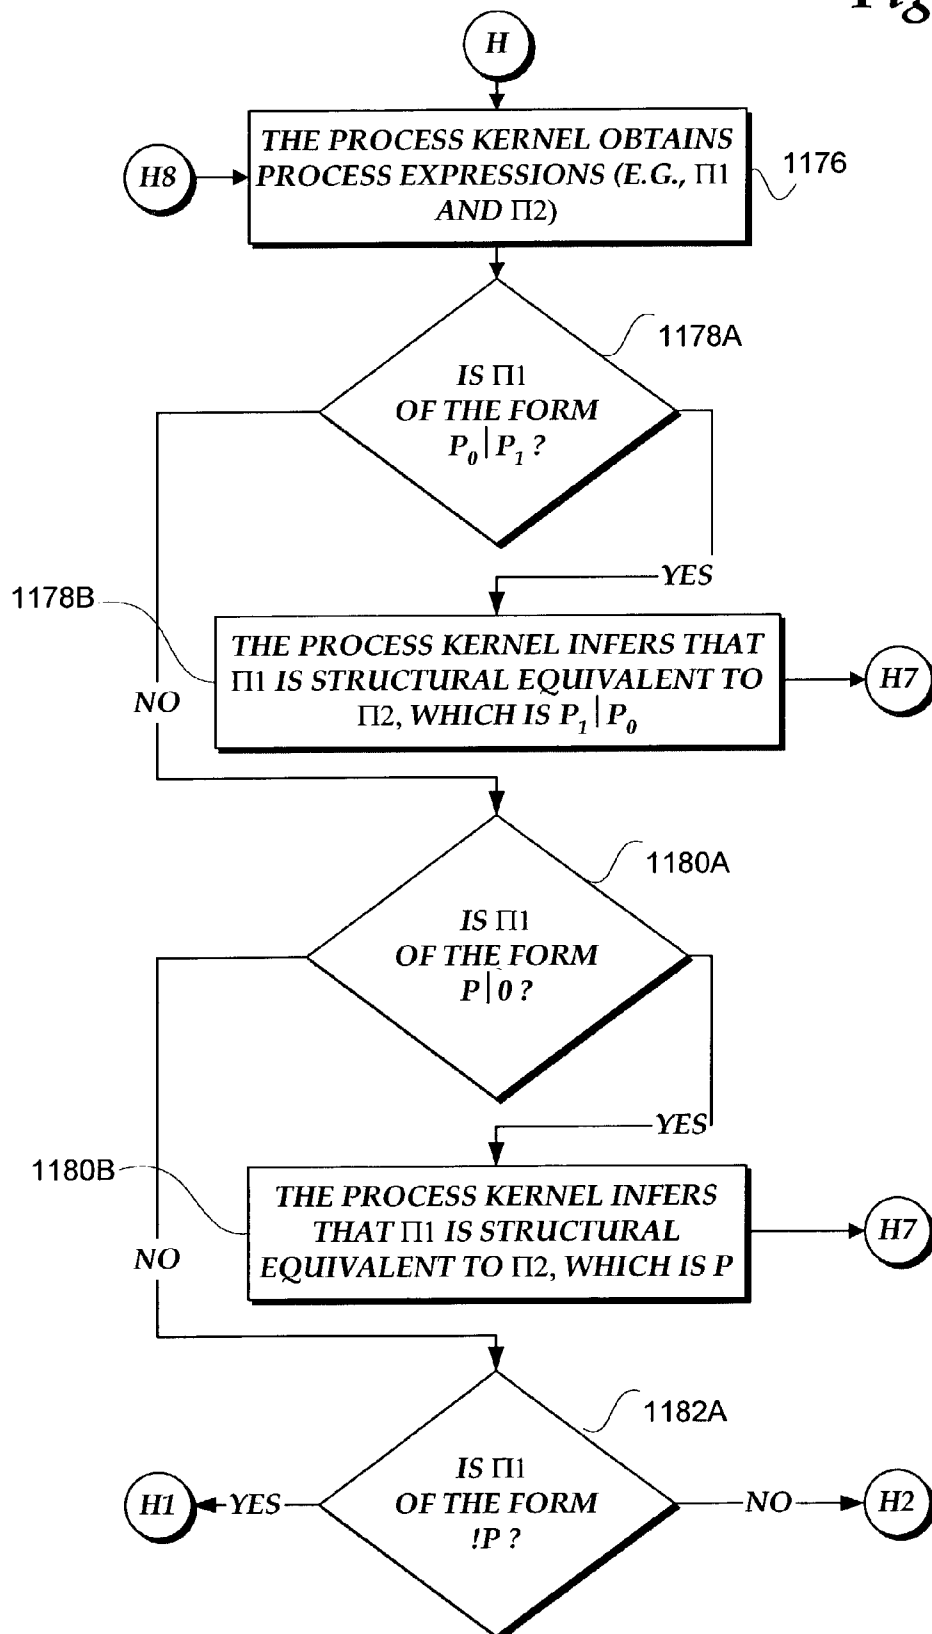 Fig
H
THE PROCESS KERNEL OBTAINS
PROCESS EXPRESSIONS (E.G., Π1
AND Π2)
H8
1176
1178A
IS Π1
OF THE FORM
P₀|P₁ ?
YES
1178B
THE PROCESS KERNEL INFERS THAT
Π1 IS STRUCTURAL EQUIVALENT TO
Π2, WHICH IS P₁|P₀
H7
NO
1180A
IS Π1
OF THE FORM
P|0 ?
YES
1180B
THE PROCESS KERNEL INFERS
THAT Π1 IS STRUCTURAL
EQUIVALENT TO Π2, WHICH IS P
H7
NO
1182A
IS Π1
OF THE FORM
!P ?
H1
YES
NO
H2